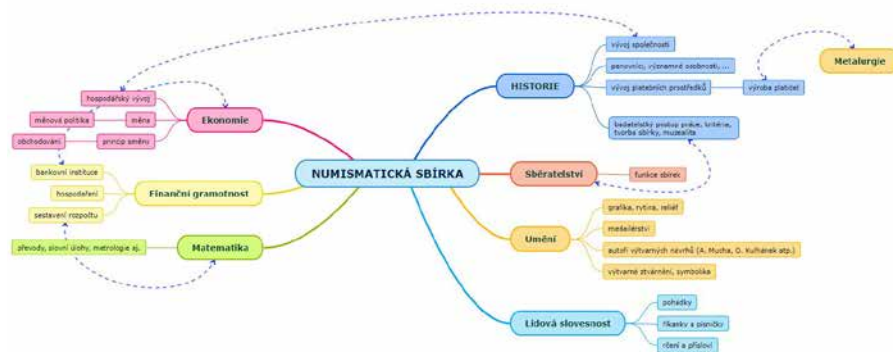 NUMISMATICKÁ SBÍRKA
HISTORIE
vývoj společnosti
panovníci, významné osobnosti, ...
vývoj platebních prostředků
výroba platidel
Metalurgie
badatelský postup práce, kritéria,
tvorba sbírky, muzealita
Sběratelství
funkce sbírek
Umění
grafika, rytina, reliéf
medailérství
autoři výtvarných návrhů (A. Mucha, O. Kulhánek atp.)
výtvarné ztvárnění, symbolika
Lidová slovesnost
pohádky
říkanky a písničky
rčení a přísloví
Ekonomie
hospodářský vývoj
měna
měnová politika
princip směny
obchodování
Finanční gramotnost
bankovní instituce
hospodaření
sestavení rozpočtu
Matematika
převody, slovní úlohy, metrologie aj.